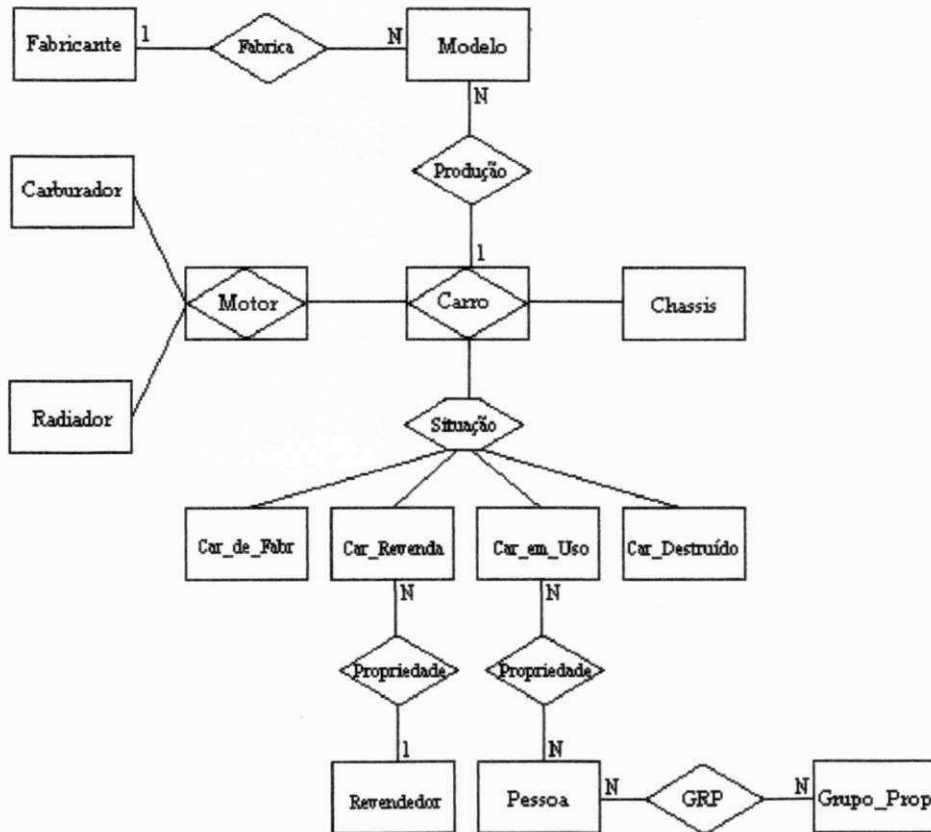 Fabricante
1
Fabrica
N
Modelo
N
Produção
1
Carburador
Motor
Carro
Chassis
Radiador
Situação
Car_de_Fabr
Car_Revenda
Car_em_Uso
Car_Destruído
N
N
Propriedade
Propriedade
1
N
Revendedor
Pessoa
N
GRP
N
Grupo_Prop